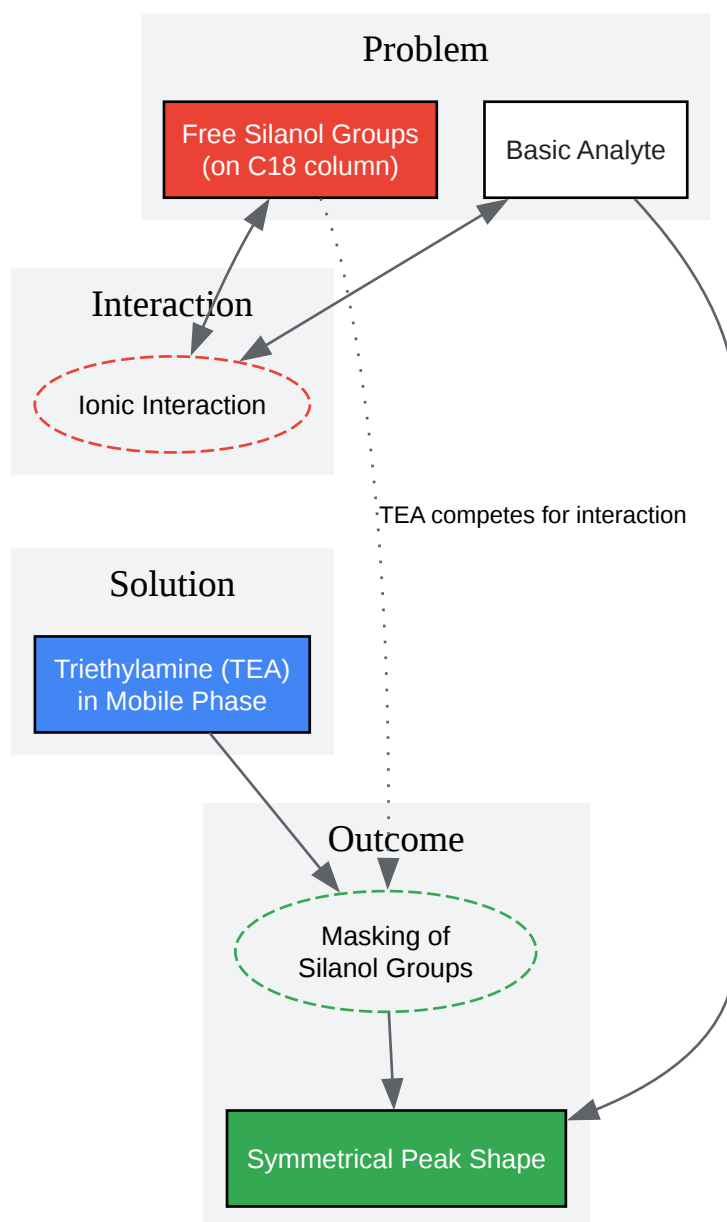 Problem
Free Silanol Groups
(on C18 column)
Basic Analyte
Interaction
Ionic Interaction
TEA competes for interaction
Solution
Triethylamine (TEA)
in Mobile Phase
Outcome
Masking of
Silanol Groups
Symmetrical Peak Shape